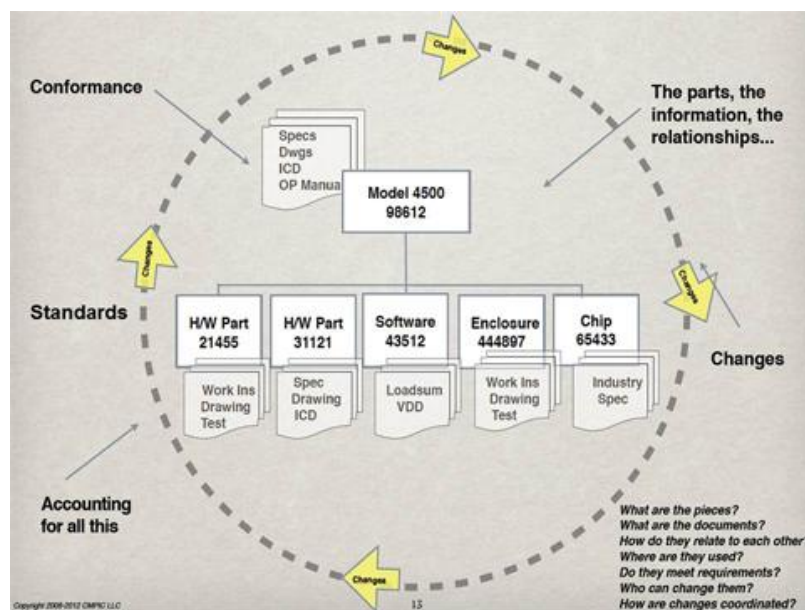 Changes
Conformance
The parts, the
information, the
relationships...
Specs
Dwgs
ICD
OP Manua
Model 4500
98612
Changes
Changes
Standards
H/W Part
21455
H/W Part
31121
Software
43512
Enclosure
444897
Chip
65433
Changes
Work Ins
Drawing
Test
Spec
Drawing
ICD
Loadsum
VDD
Work Ins
Drawing
Test
Industry
Spec
Accounting
for all this
What are the pieces?
What are the documents?
How do they relate to each other?
Where are they used?
Do they meet requirements?
Who can change them?
How are changes coordinated?
Changes
Copyright 2008-2012 CMPIC LLC
13